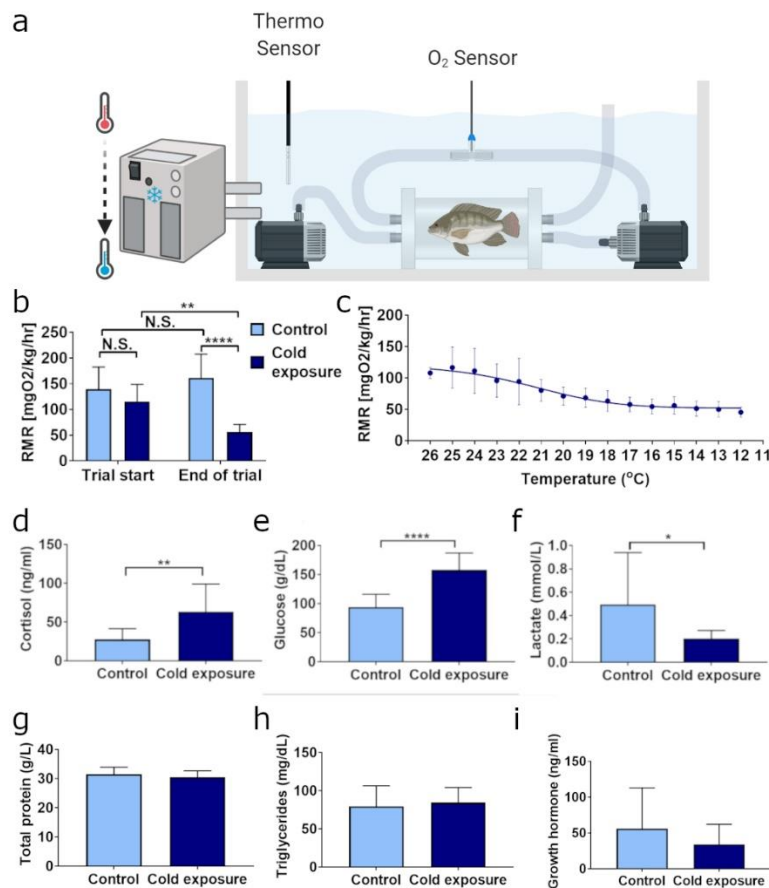 a
Thermo
Sensor
O₂ Sensor
b
RMR [mgO2/kg/hr]
250
200
150
100
50
0
**
N.S.
N.S.
****
Control
Cold exposure
Trial start
End of trial
c
RMR [mgO2/kg/hr]
200
150
100
50
0
26 25 24 23 22 21 20 19 18 17 16 15 14 13 12 11
Temperature (°C)
d
Cortisol (ng/ml)
150
100
50
0
**
Control
Cold exposure
e
Glucose (g/dL)
200
150
100
50
0
****
Control
Cold exposure
f
Lactate (mmol/L)
1.0
0.8
0.6
0.4
0.2
0.0
*
Control
Cold exposure
g
Total protein (g/L)
40
30
20
10
0
Control
Cold exposure
h
Triglycerides (mg/dL)
150
100
50
0
Control
Cold exposure
i
Growth hormone (ng/ml)
150
100
50
0
Control
Cold exposure